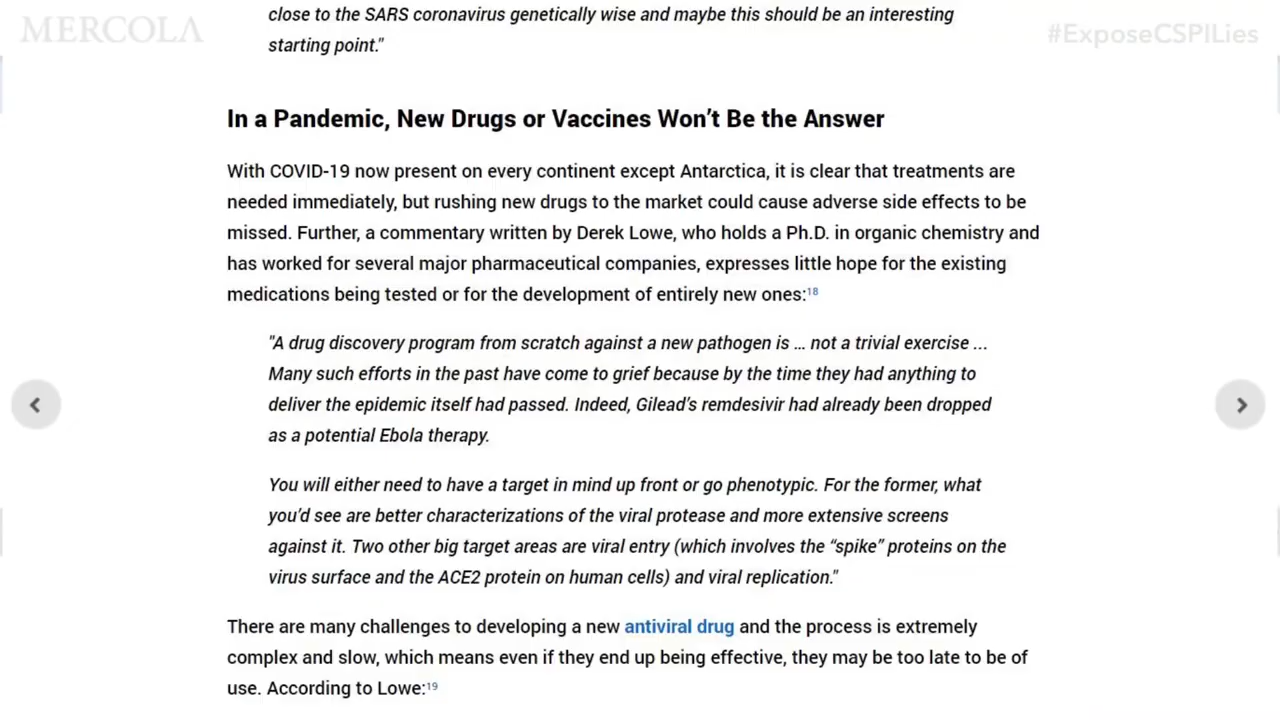 MERCOLA
#ExposeCSPILies
close to the SARS coronavirus genetically wise and maybe this should be an interesting
starting point."
In a Pandemic, New Drugs or Vaccines Won’t Be the Answer
With COVID-19 now present on every continent except Antarctica, it is clear that treatments are
needed immediately, but rushing new drugs to the market could cause adverse side effects to be
missed. Further, a commentary written by Derek Lowe, who holds a Ph.D. in organic chemistry and
has worked for several major pharmaceutical companies, expresses little hope for the existing
medications being tested or for the development of entirely new ones:18
"A drug discovery program from scratch against a new pathogen is … not a trivial exercise ...
Many such efforts in the past have come to grief because by the time they had anything to
deliver the epidemic itself had passed. Indeed, Gilead’s remdesivir had already been dropped
as a potential Ebola therapy.
You will either need to have a target in mind up front or go phenotypic. For the former, what
you’d see are better characterizations of the viral protease and more extensive screens
against it. Two other big target areas are viral entry (which involves the “spike” proteins on the
virus surface and the ACE2 protein on human cells) and viral replication."
There are many challenges to developing a new antiviral drug and the process is extremely
complex and slow, which means even if they end up being effective, they may be too late to be of
use. According to Lowe:19